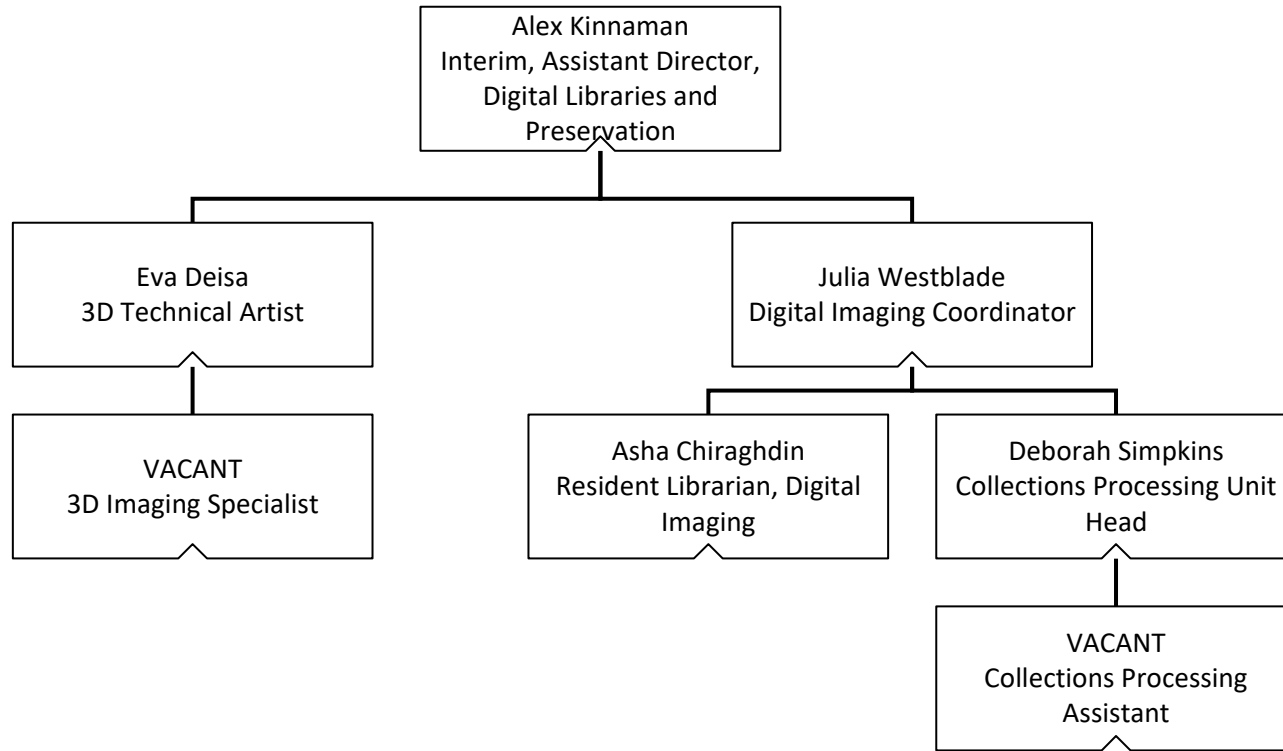 Alex Kinnaman
Interim, Assistant Director,
Digital Libraries and
Preservation
Eva Deisa
3D Technical Artist
Julia Westblade
Digital Imaging Coordinator
VACANT
3D Imaging Specialist
Asha Chiraghdin
Resident Librarian, Digital
Imaging
Deborah Simpkins
Collections Processing Unit
Head
VACANT
Collections Processing
Assistant